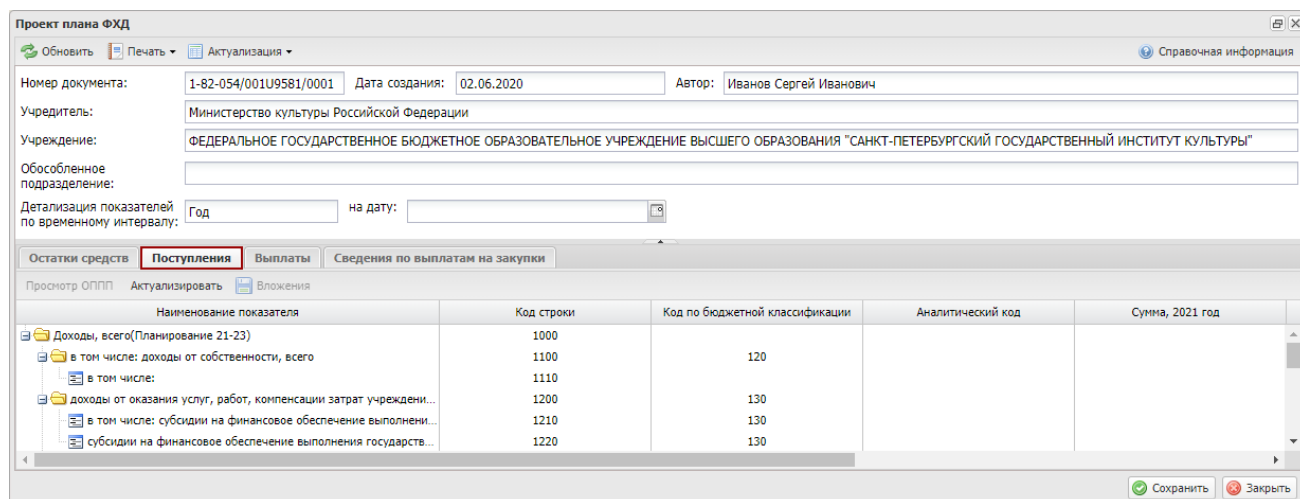 Проект плана ФХД
Обновить Печать Актуализация Справочная информация
Номер документа: 1-82-054/001U9581/0001 Дата создания: 02.06.2020 Автор: Иванов Сергей Иванович
Учредитель: Министерство культуры Российской Федерации
Учреждение: ФЕДЕРАЛЬНОЕ ГОСУДАРСТВЕННОЕ БЮДЖЕТНОЕ ОБРАЗОВАТЕЛЬНОЕ УЧРЕЖДЕНИЕ ВЫСШЕГО ОБРАЗОВАНИЯ "САНКТ-ПЕТЕРБУРГСКИЙ ГОСУДАРСТВЕННЫЙ ИНСТИТУТ КУЛЬТУРЫ"
Обособленное
подразделение:
Детализация показателей
по временному интервалу: Год на дату:
Остатки средств Поступления Выплаты Сведения по выплатам на закупки
Просмотр ОППП Актуализировать Вложения
Наименование показателя Код строки Код по бюджетной классификации Аналитический код Сумма, 2021 год
Доходы, всего(Планирование 21-23) 1000
в том числе: доходы от собственности, всего 1100 120
в том числе: 1110
доходы от оказания услуг, работ, компенсации затрат учреждени... 1200 130
в том числе: субсидии на финансовое обеспечение выполнени... 1210 130
субсидии на финансовое обеспечение выполнения государств... 1220 130
Сохранить Закрыть